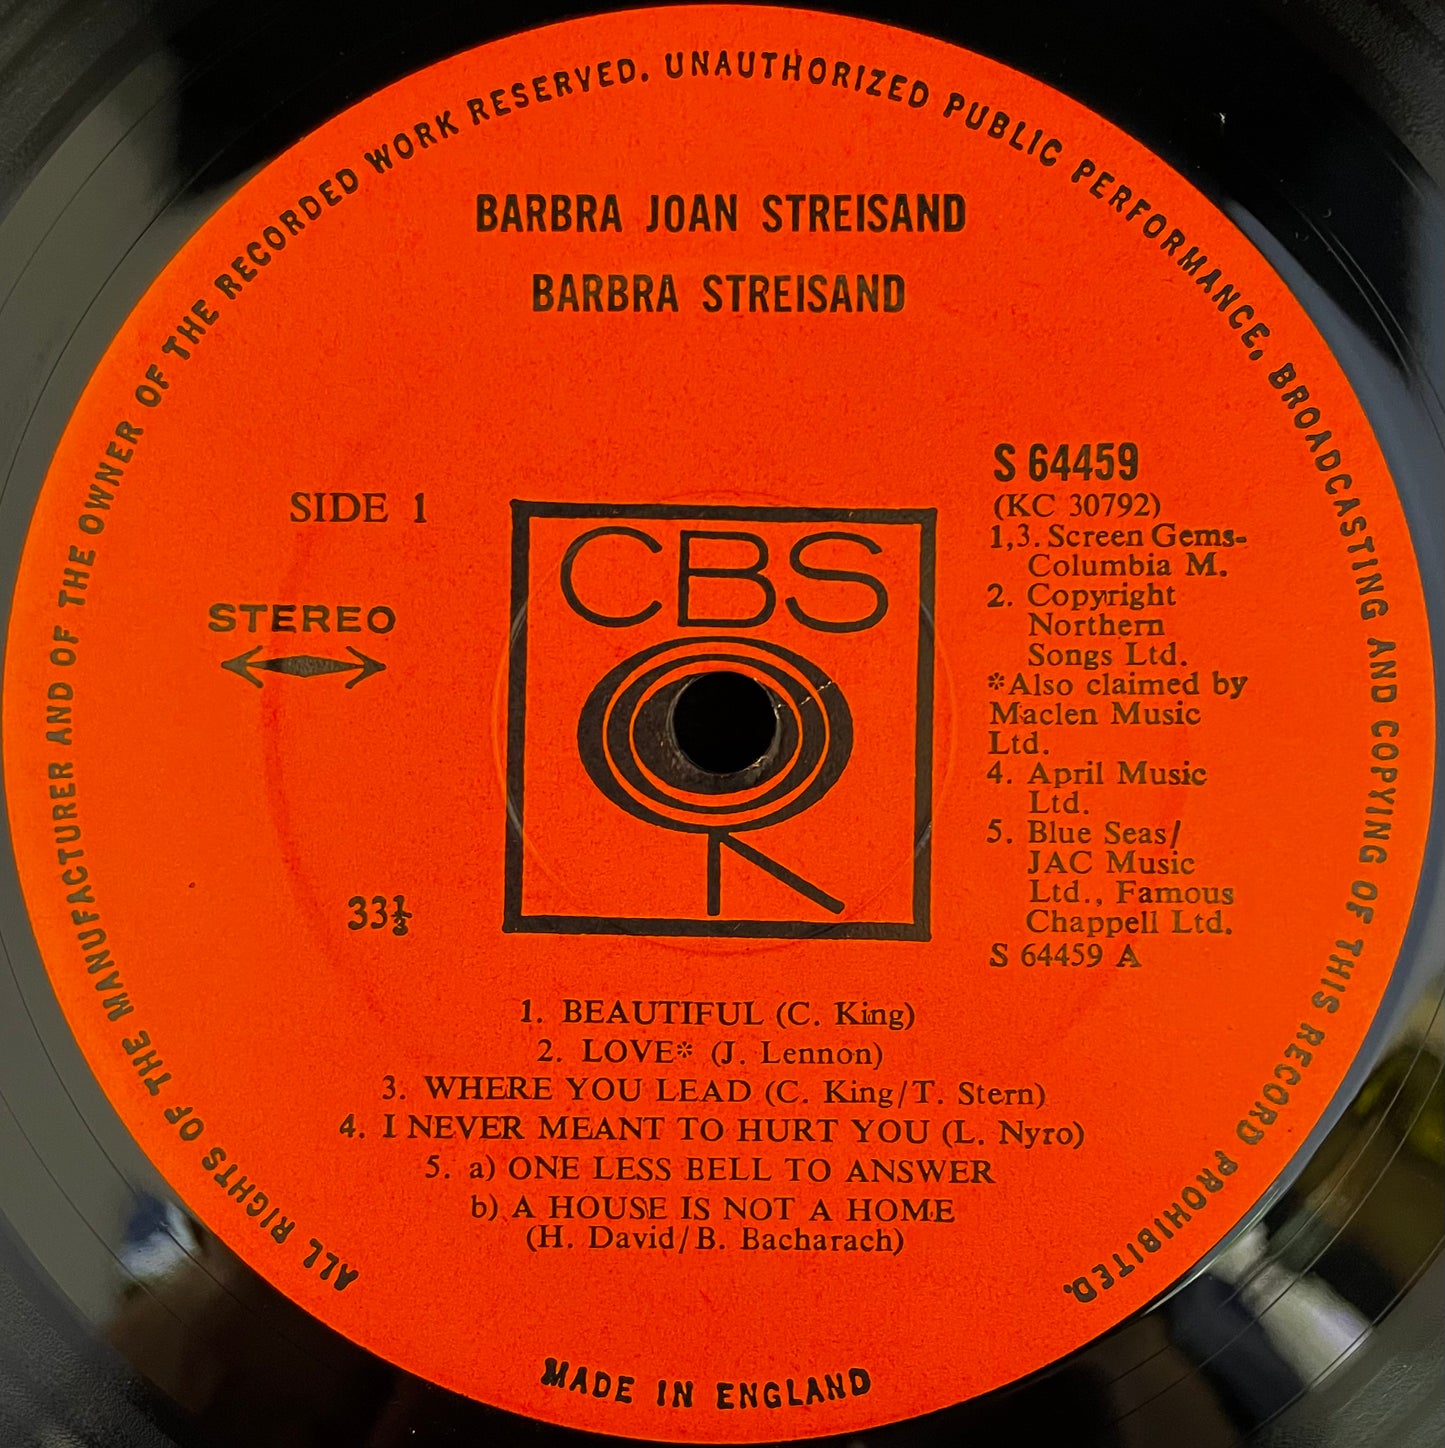 ALL RIGHTS OF THE MANUFACTURER AND OF THE OWNER OF THE RECORDED WORK RESERVED. UNAUTHORIZED PUBLIC PERFORMANCE, BROADCASTING AND COPYING OF THIS RECORD PROHIBITED.
BARBRA JOAN STREISAND
BARBRA STREISAND
SIDE 1
STEREO
33⅓
CBS
S 64459
(KC 30792)
1,3. Screen Gems-
Columbia M.
2. Copyright
Northern
Songs Ltd.
*Also claimed by
Maclen Music
Ltd.
4. April Music
Ltd.
5. Blue Seas/
JAC Music
Ltd., Famous
Chappell Ltd.
S 64459 A
1. BEAUTIFUL (C. King)
2. LOVE* (J. Lennon)
3. WHERE YOU LEAD (C. King/T. Stern)
4. I NEVER MEANT TO HURT YOU (L. Nyro)
5. a) ONE LESS BELL TO ANSWER
b) A HOUSE IS NOT A HOME
(H. David/B. Bacharach)
MADE IN ENGLAND